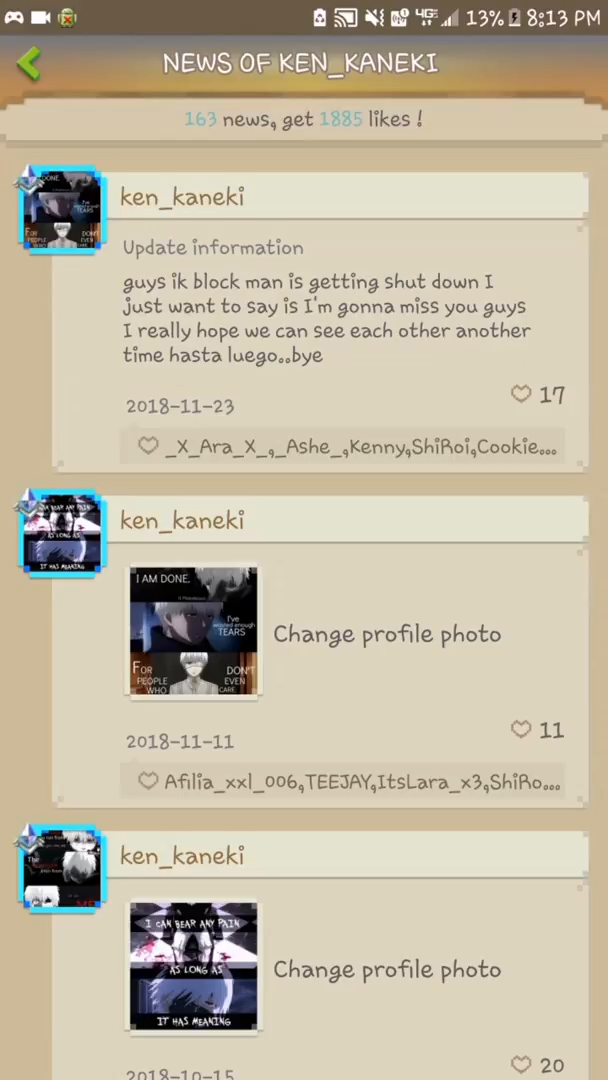 13% 8:13 PM
NEWS OF KEN_KANEKI
163 news, get 1885 likes !
ken_kaneki
Update information
guys ik block man is getting shut down I
just want to say is I'm gonna miss you guys
I really hope we can see each other another
time hasta luego..bye
2018-11-23
17
_X_Ara_X_,_Ashe_,Kenny,ShiRoi,Cookie...
ken_kaneki
I AM DONE.
I've
TEARS
FOR
PEOPLE
WHO
DON'T
EVEN
CARE
Change profile photo
2018-11-11
11
Afilia_xxl_006,TEEJAY,ItsLara_x3,ShiRo...
ken_kaneki
I CAN BEAR ANY PAIN
AS LONG AS
IT HAS MEANING
Change profile photo
2018-10-15
20